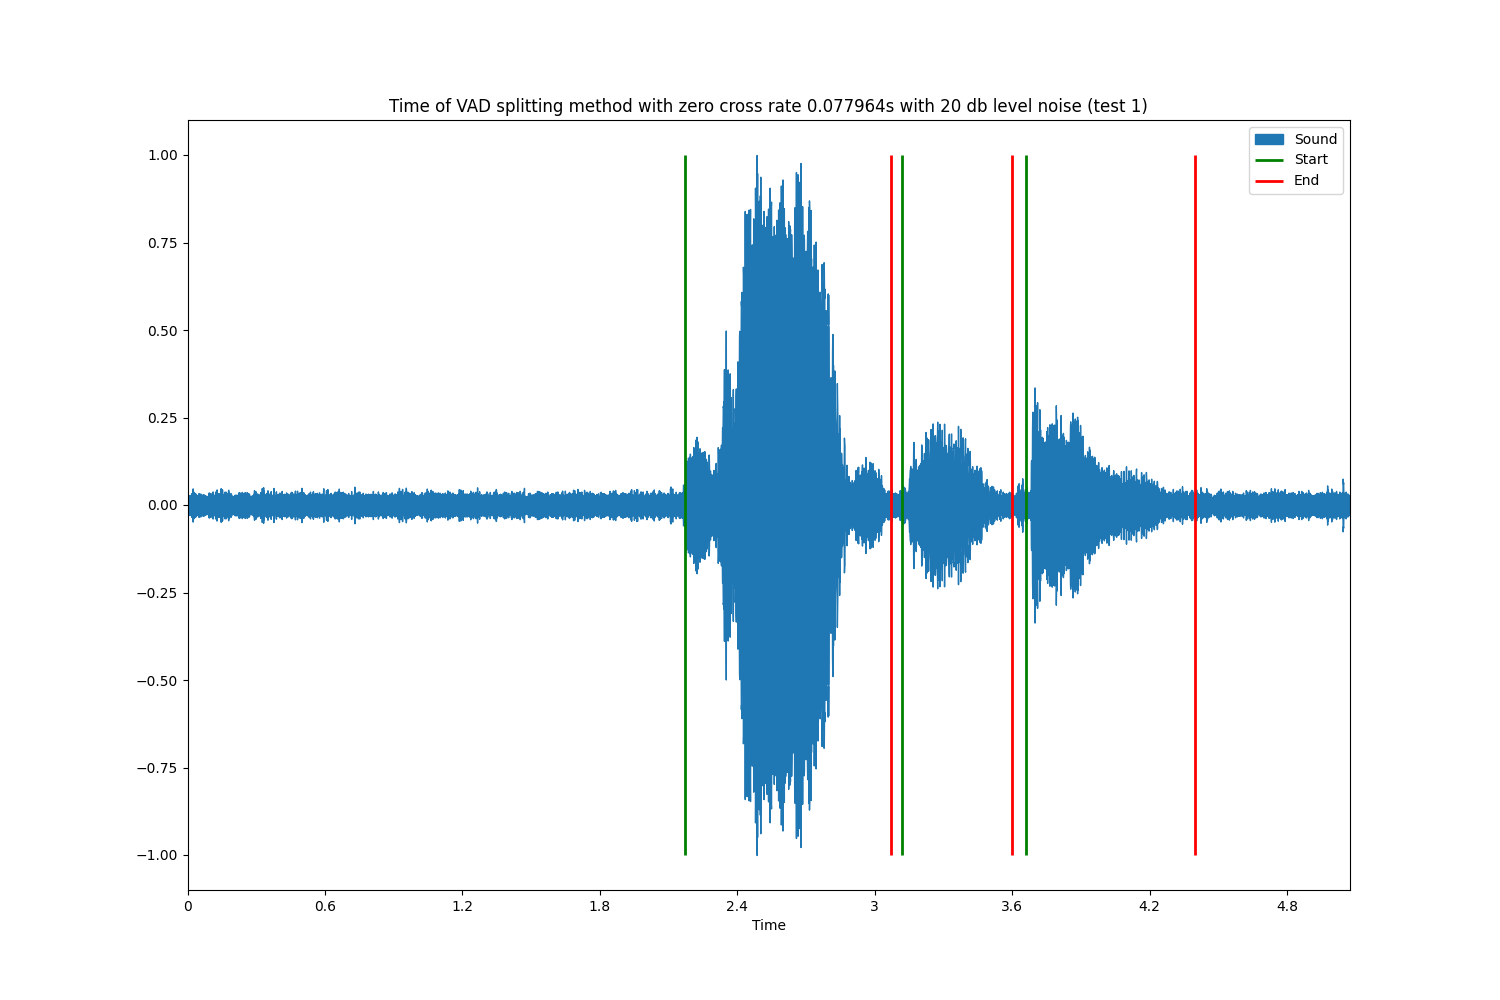 Time of VAD splitting method with zero cross rate 0.077964s with 20 db level noise (test 1)
Sound
Start
End
1.00
0.75
0.50
0.25
0.00
−0.25
−0.50
−0.75
−1.00
0 0.6 1.2 1.8 2.4 3 3.6 4.2 4.8
Time